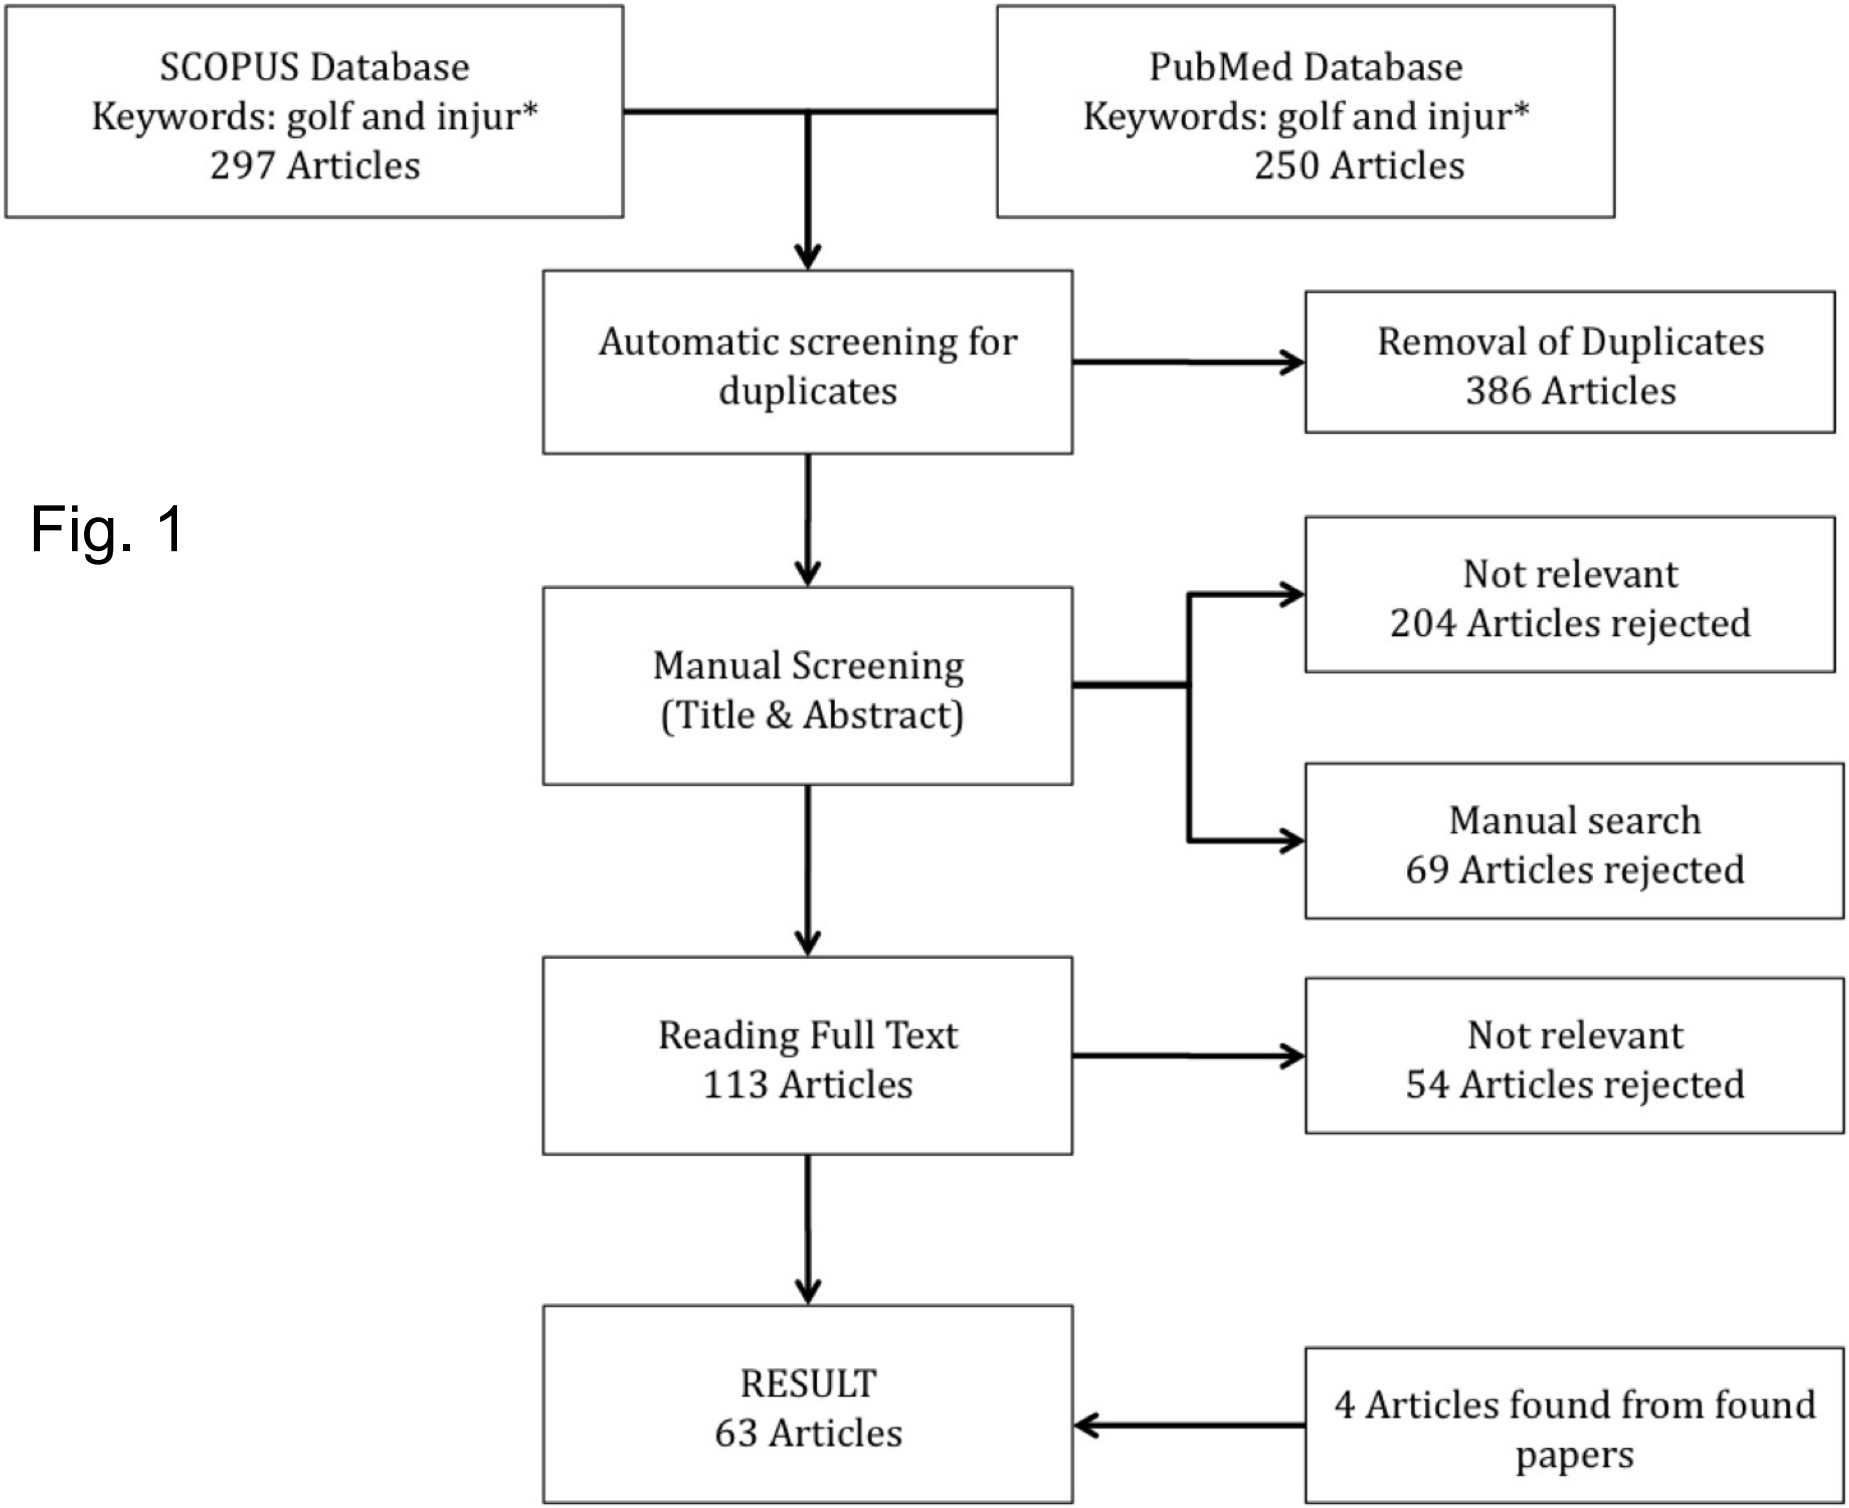 SCOPUS Database
Keywords: golf and injur*
297 Articles
PubMed Database
Keywords: golf and injur*
250 Articles
Automatic screening for
duplicates
Removal of Duplicates
386 Articles
Fig. 1
Not relevant
204 Articles rejected
Manual Screening
(Title & Abstract)
Manual search
69 Articles rejected
Reading Full Text
113 Articles
Not relevant
54 Articles rejected
RESULT
63 Articles
4 Articles found from found
papers